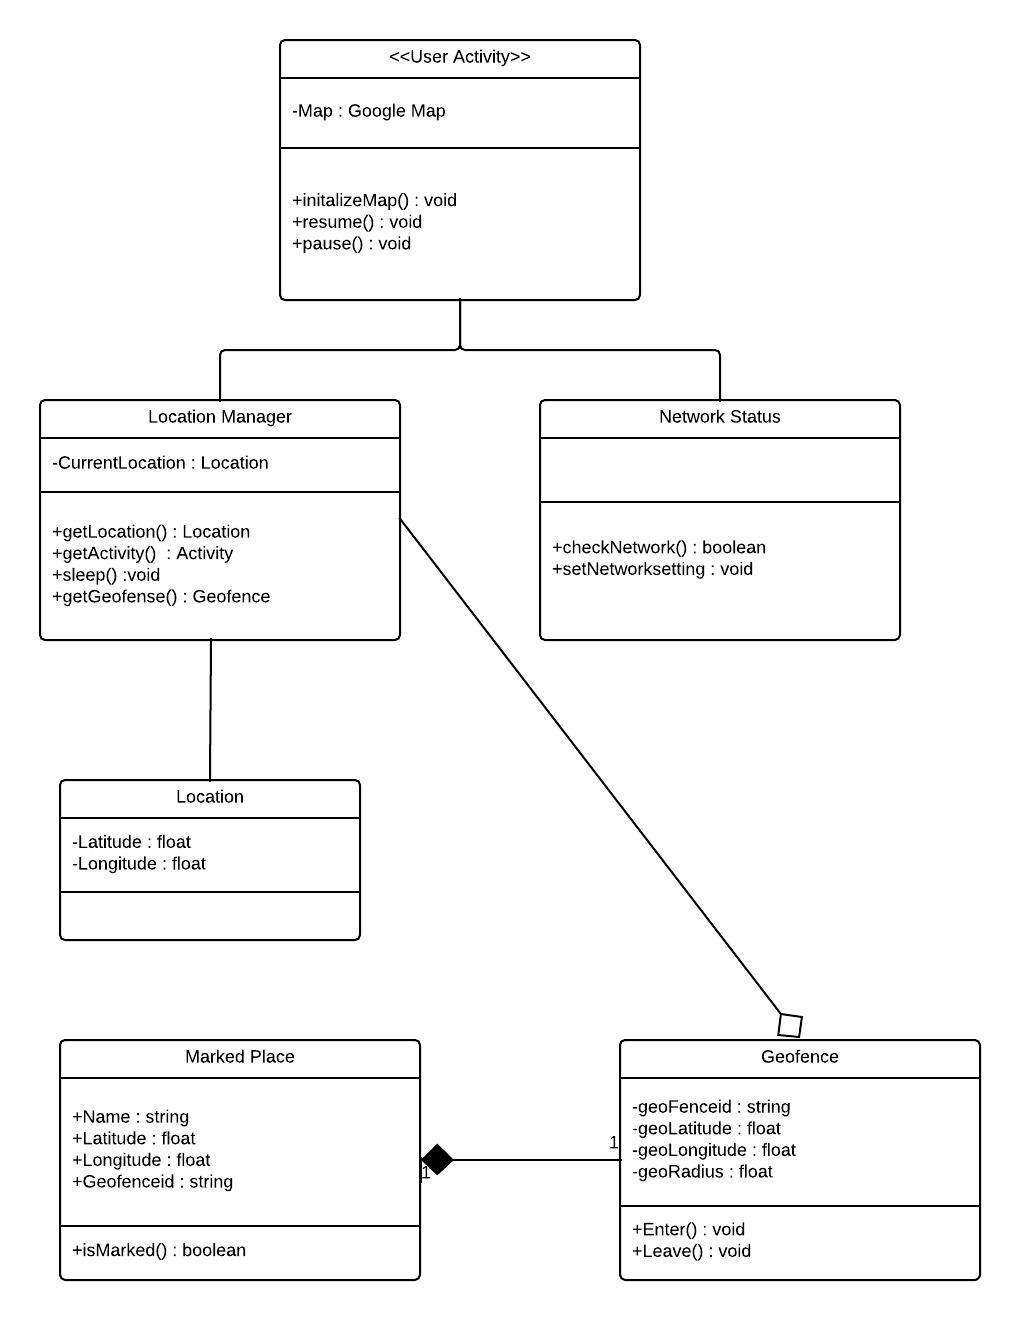 <<User Activity>>
-Map : Google Map
+initalizeMap() : void
+resume() : void
+pause() : void
Location Manager
-CurrentLocation : Location
+getLocation() : Location
+getActivity()  : Activity
+sleep() :void
+getGeofense() : Geofence
Network Status
+checkNetwork() : boolean
+setNetworksetting : void
Location
-Latitude : float
-Longitude : float
Marked Place
+Name : string
+Latitude : float
+Longitude : float
+Geofenceid : string
+isMarked() : boolean
1
1
Geofence
-geoFenceid : string
-geoLatitude : float
-geoLongitude : float
-geoRadius : float
+Enter() : void
+Leave() : void